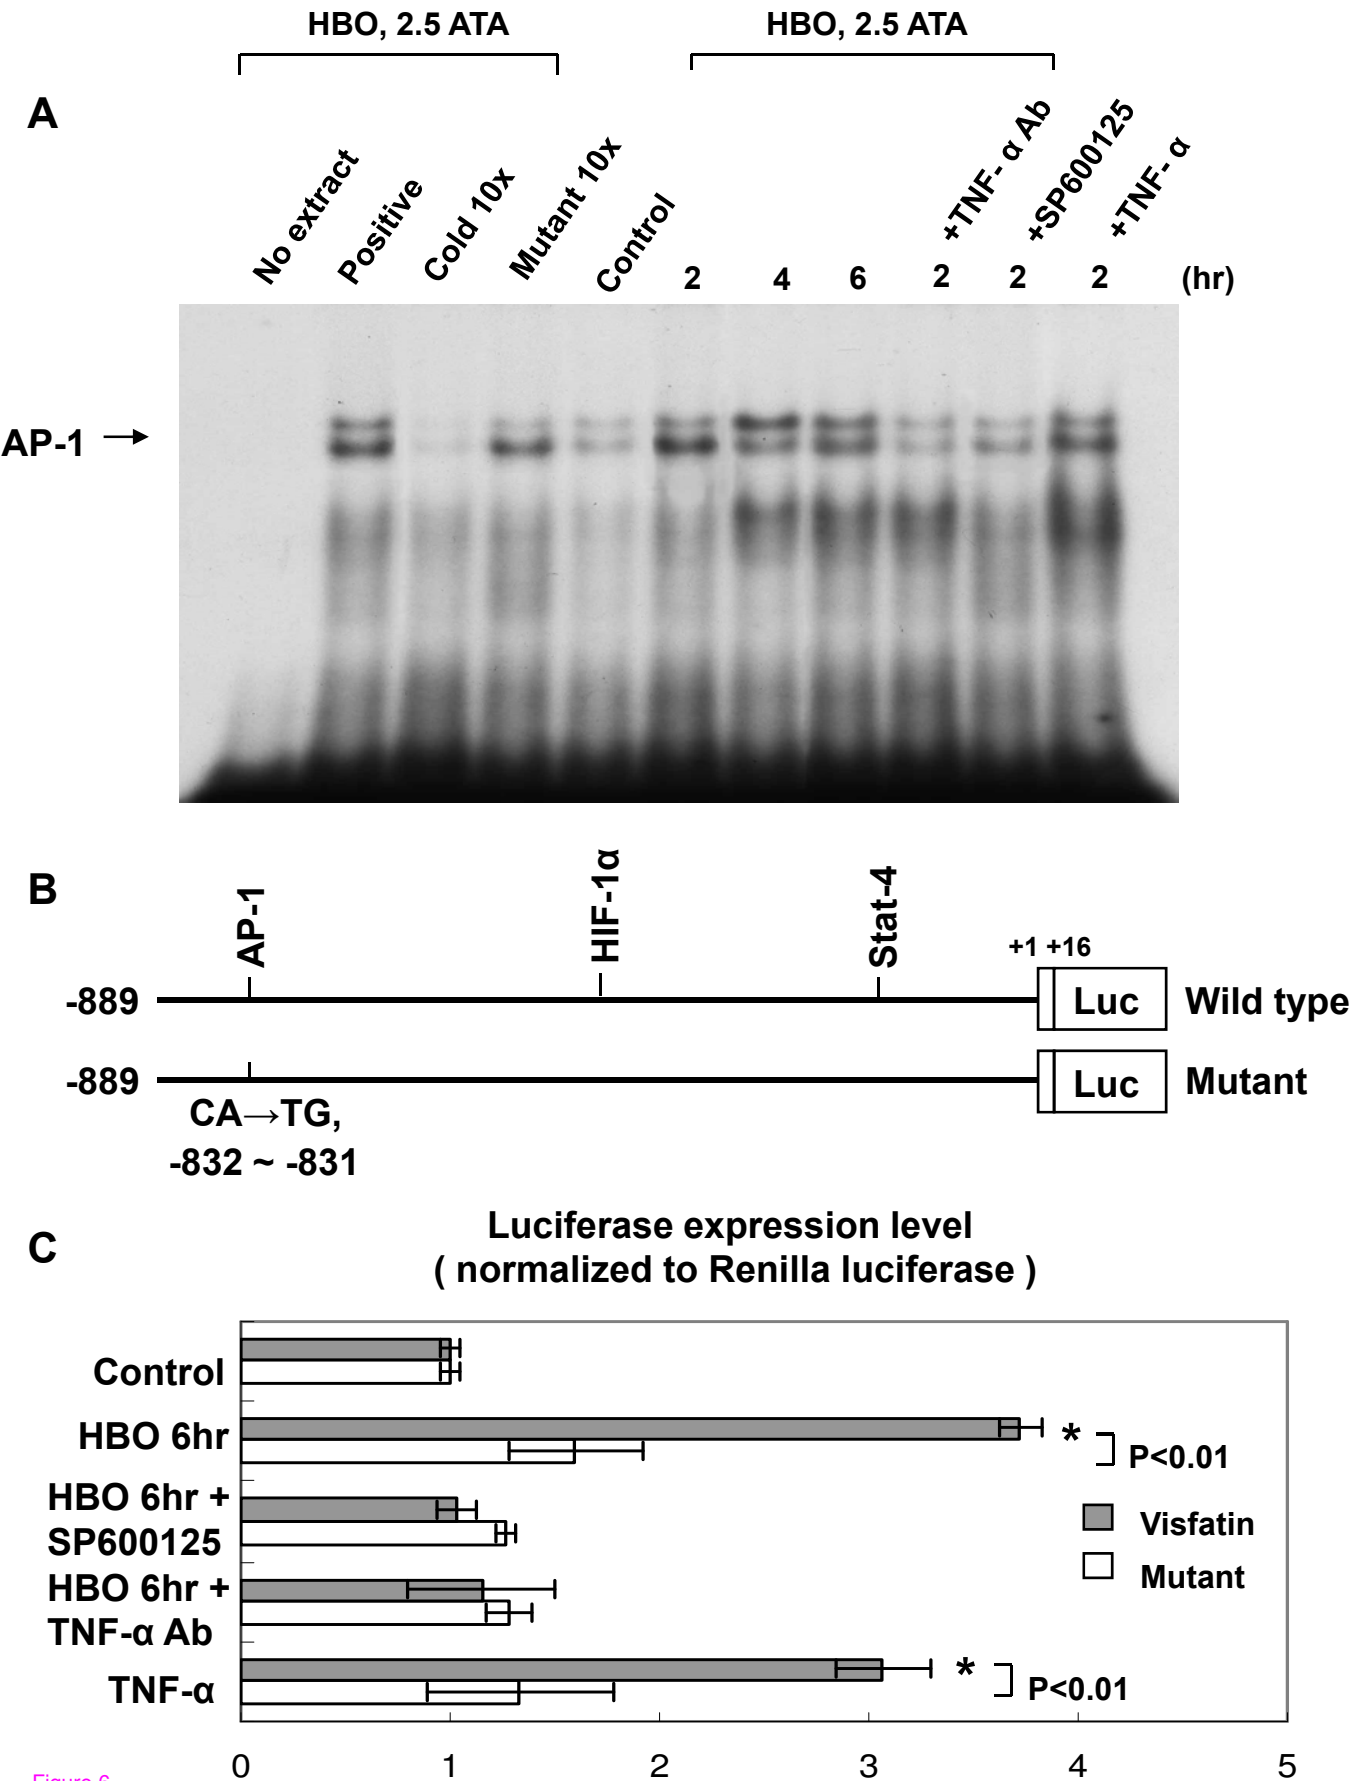 HBO, 2.5 ATA HBO, 2.5 ATA
A
No extract Positive Cold 10x Mutant 10x Control +TNF- α Ab +SP600125 +TNF- α
2 4 6 2 2 2 (hr)
AP-1 →
B
AP-1 HIF-1α Stat-4
+1 +16
-889 Luc Wild type
-889 Luc Mutant
CA→TG,
-832 ~ -831
C
Luciferase expression level
( normalized to Renilla luciferase )
Control
HBO 6hr * P<0.01
HBO 6hr +
SP600125
HBO 6hr +
TNF-α Ab
TNF-α * P<0.01
Visfatin
Mutant
0 1 2 3 4 5
Figure 6